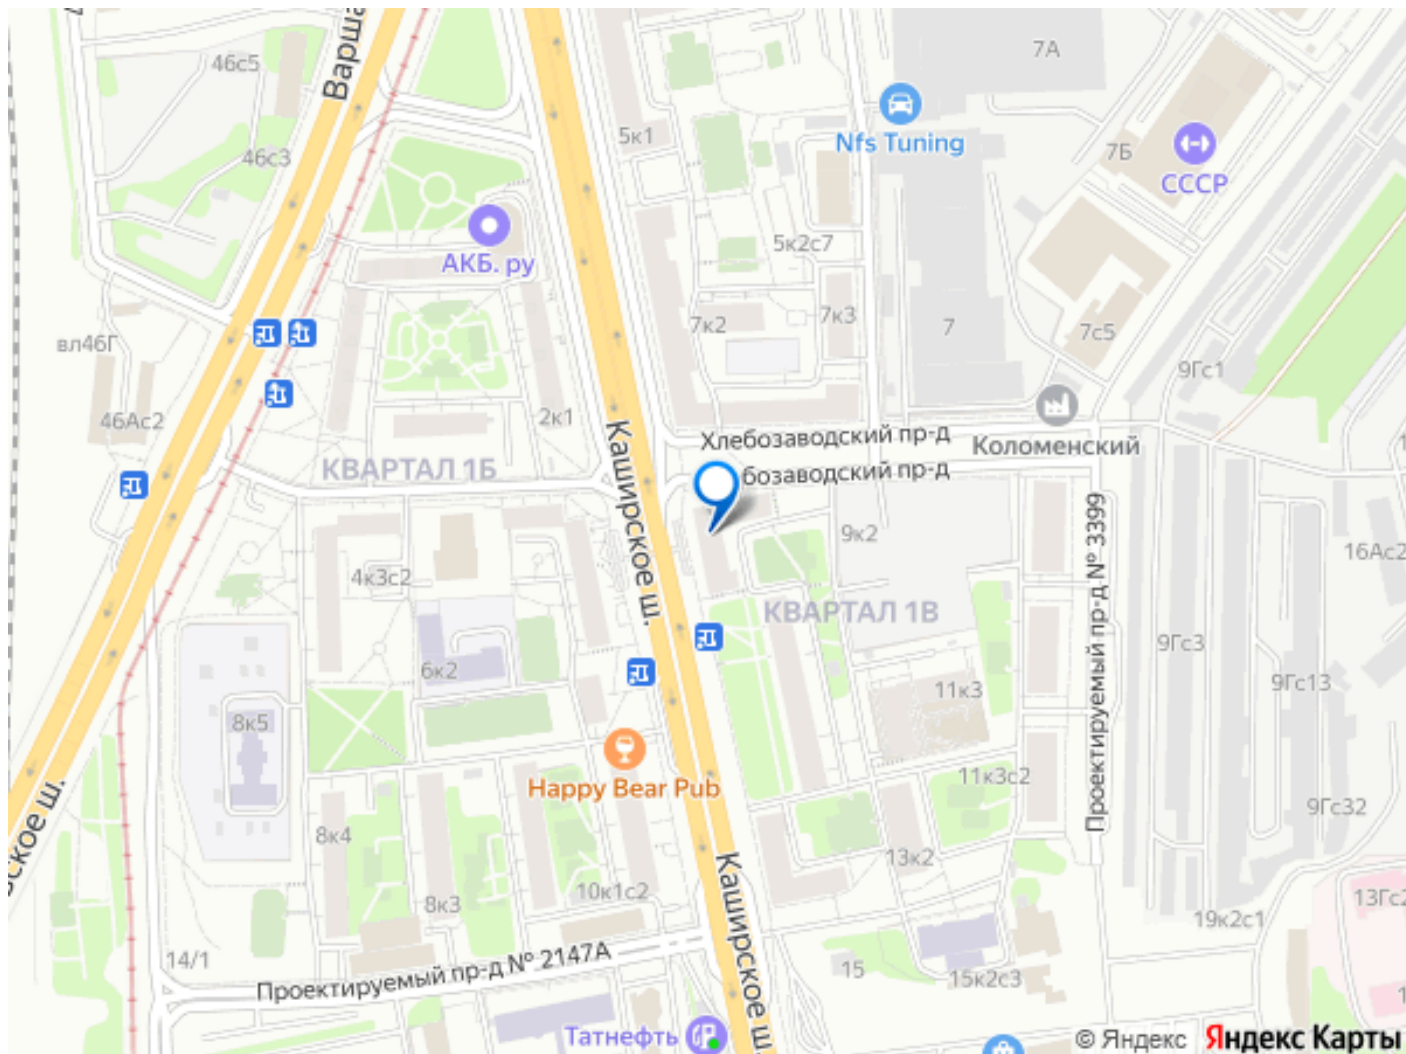 46с5
Варша
7А
5к1
Nfs Tuning
7Б
СССР
46с3
АКБ. ру
5к2с7
вл46Г
7к2
7к3
7
7с5
9Гс1
46Ас2
2к1
Хлебозаводский пр-д
Коломенский
КВАРТАЛ 1Б
бозаводский пр-д
Каширское ш.
9к2
Проектируемый пр-д № 3399
16Ас2
4к3с2
КВАРТАЛ 1В
6к2
9Гс3
11к3
9Гс13
8к5
Happy Bear Pub
11к3с2
9Гс32
ское ш.
8к4
13к2
Каширское ш.
10к1с2
8к3
13Гс2
19к2с1
14/1
Проектируемый пр-д № 2147А
15
15к2с3
Татнефть
© Яндекс Яндекс Карты